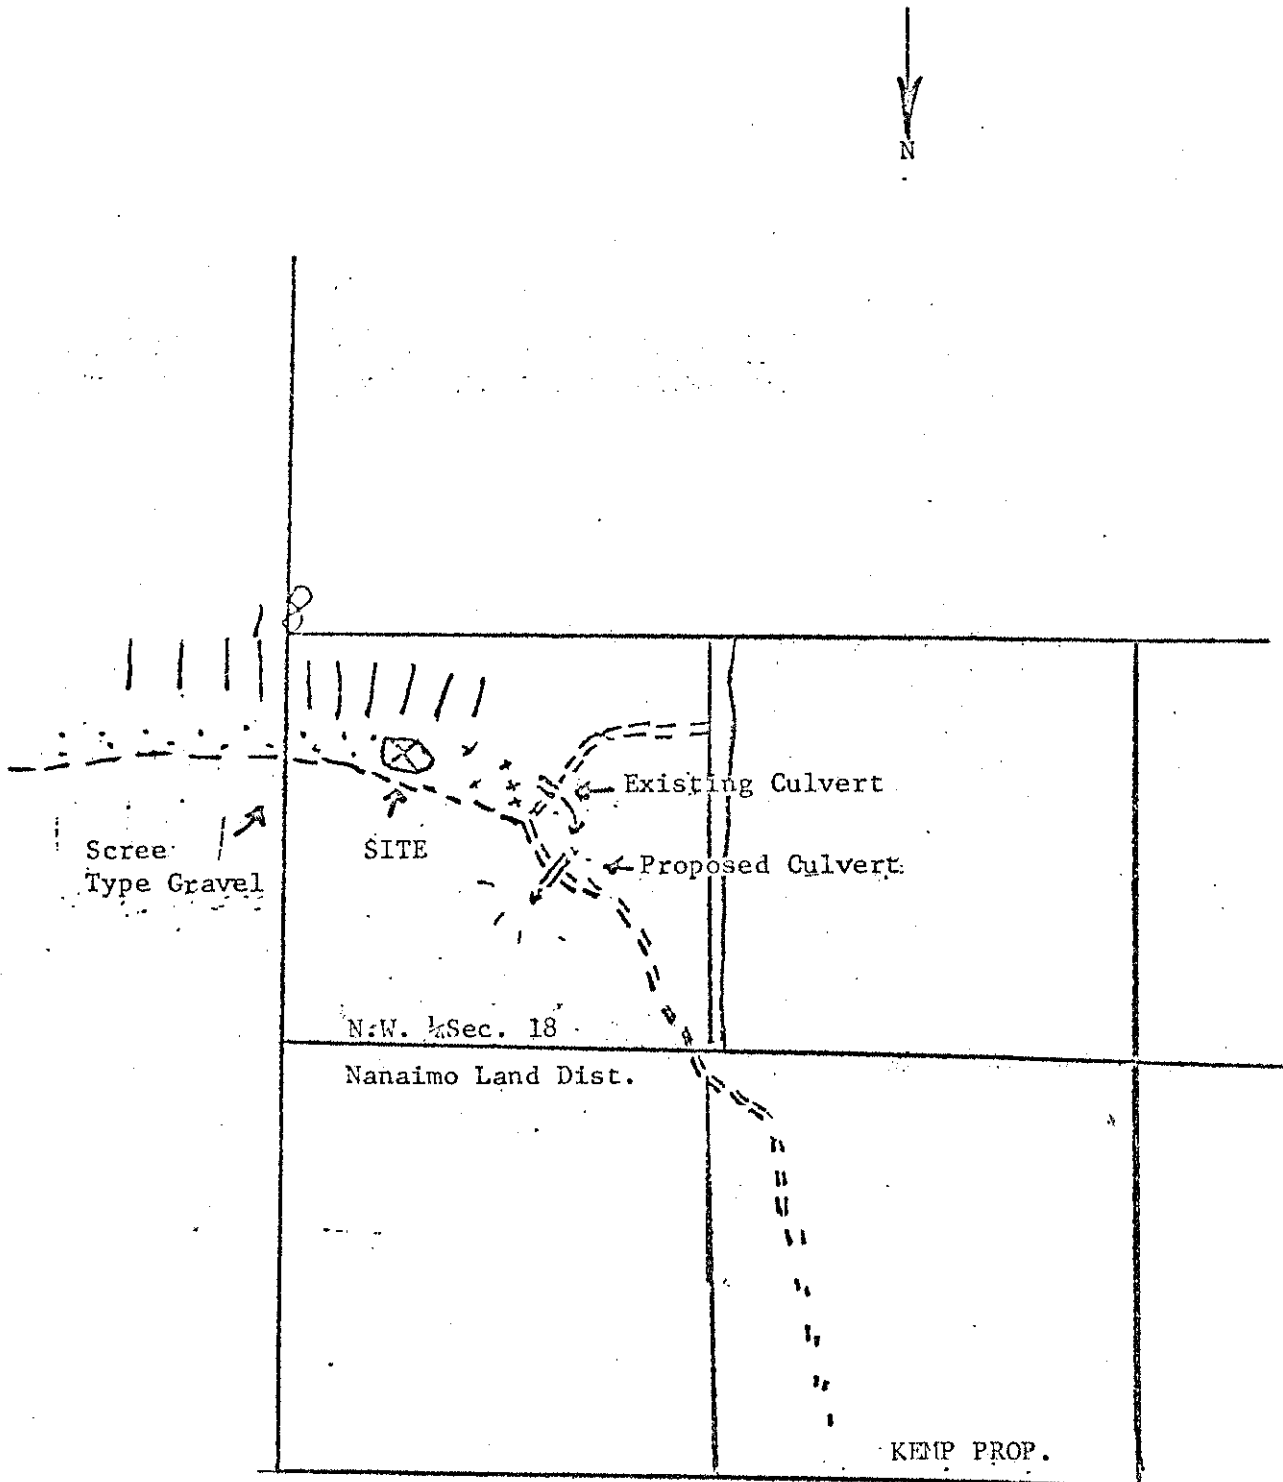 N
Existing Culvert
Scree
Type Gravel
SITE
Proposed Culvert
N.W. ¼Sec. 18
Nanaimo Land Dist.
KEMP PROP.